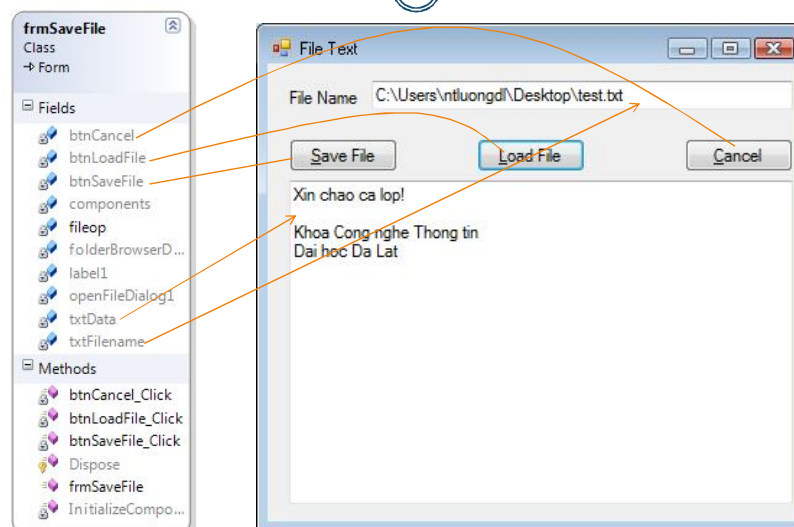 frmSaveFile
Class
Form
Fields
btnCancel
btnLoadFile
btnSaveFile
components
fileop
folderBrowserD...
label1
openFileDialog1
txtData
txtFilename
Methods
btnCancel_Click
btnLoadFile_Click
btnSaveFile_Click
Dispose
frmSaveFile
InitializeCompo...
File Text
File Name C:\Users\ntluongdl\Desktop\test.txt
Save File Load File Cancel
Xin chao ca lop!
Khoa Cong nghe Thong tin
Dai hoc Da Lat